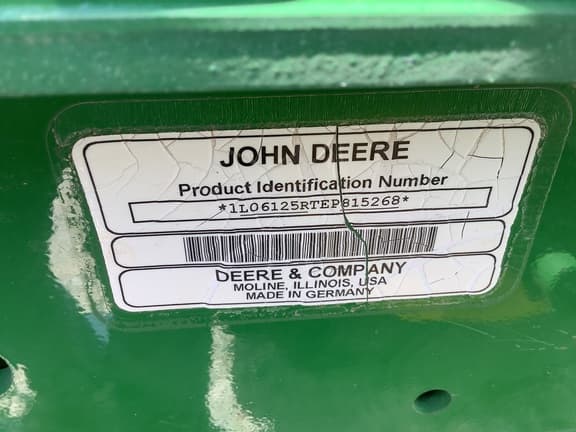 JOHN DEERE
Product Identification Number
*1L06125RTEP815268*
DEERE & COMPANY
MOLINE, ILLINOIS, USA
MADE IN GERMANY